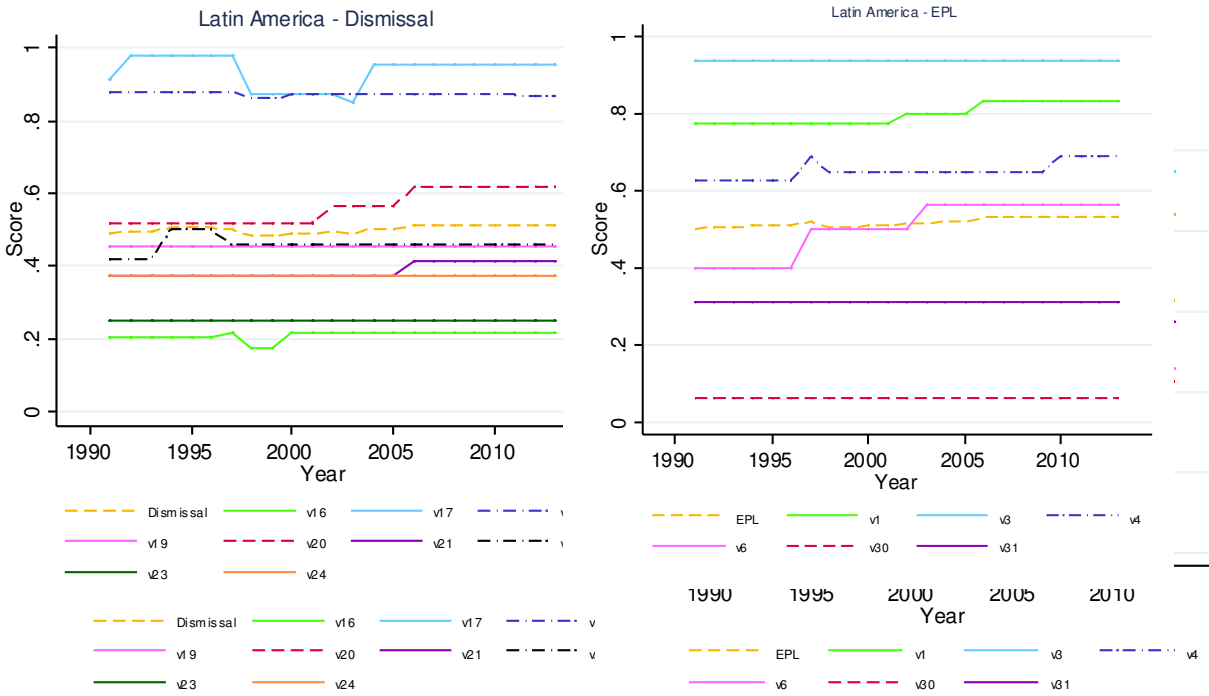 Latin America - Dismissal
1
.8
.6
.4
.2
0
Score
1990 1995 2000 2005 2010
Year
Dismissal v16 v17 v
v19 v20 v21 v
v23 v24
Dismissal v16 v17 v
v19 v20 v21 v
v23 v24
Latin America - EPL
1
.8
.6
.4
.2
0
Score
1990 1995 2000 2005 2010
Year
EPL v1 v3 v4
v6 v30 v31
1990 1995 2000 2005 2010
Year
EPL v1 v3 v4
v6 v30 v31